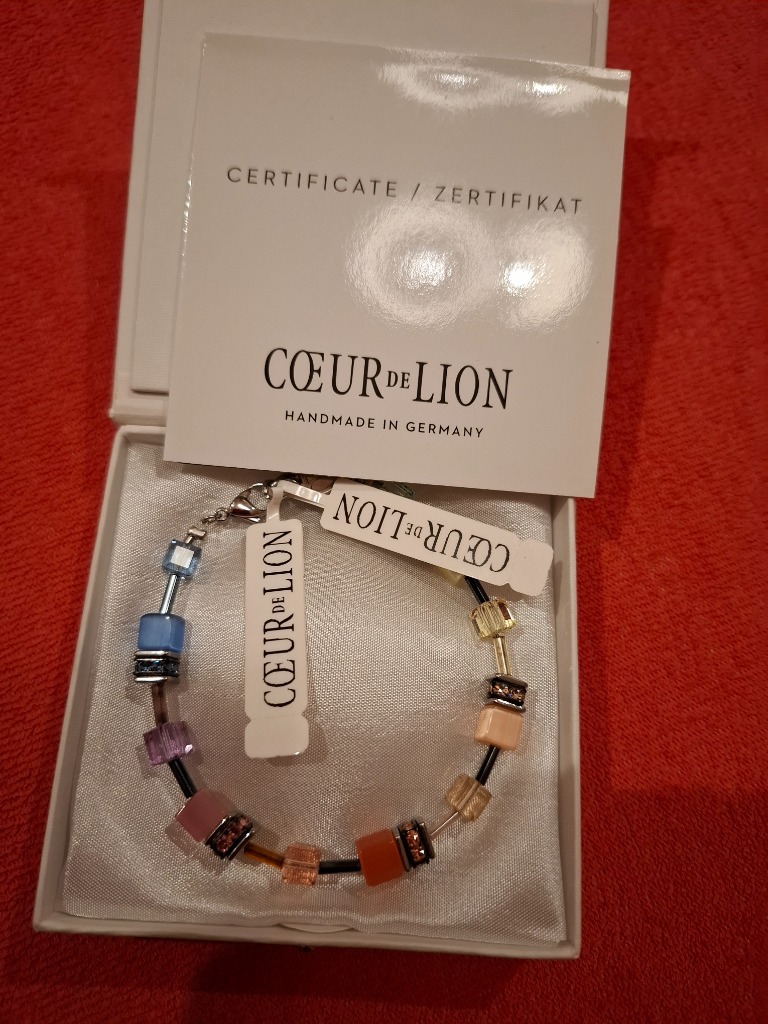 CERTIFICATE / ZERTIFIKAT
CŒUR DE LION
HANDMADE IN GERMANY
CŒUR DE LION
CŒUR DE LION